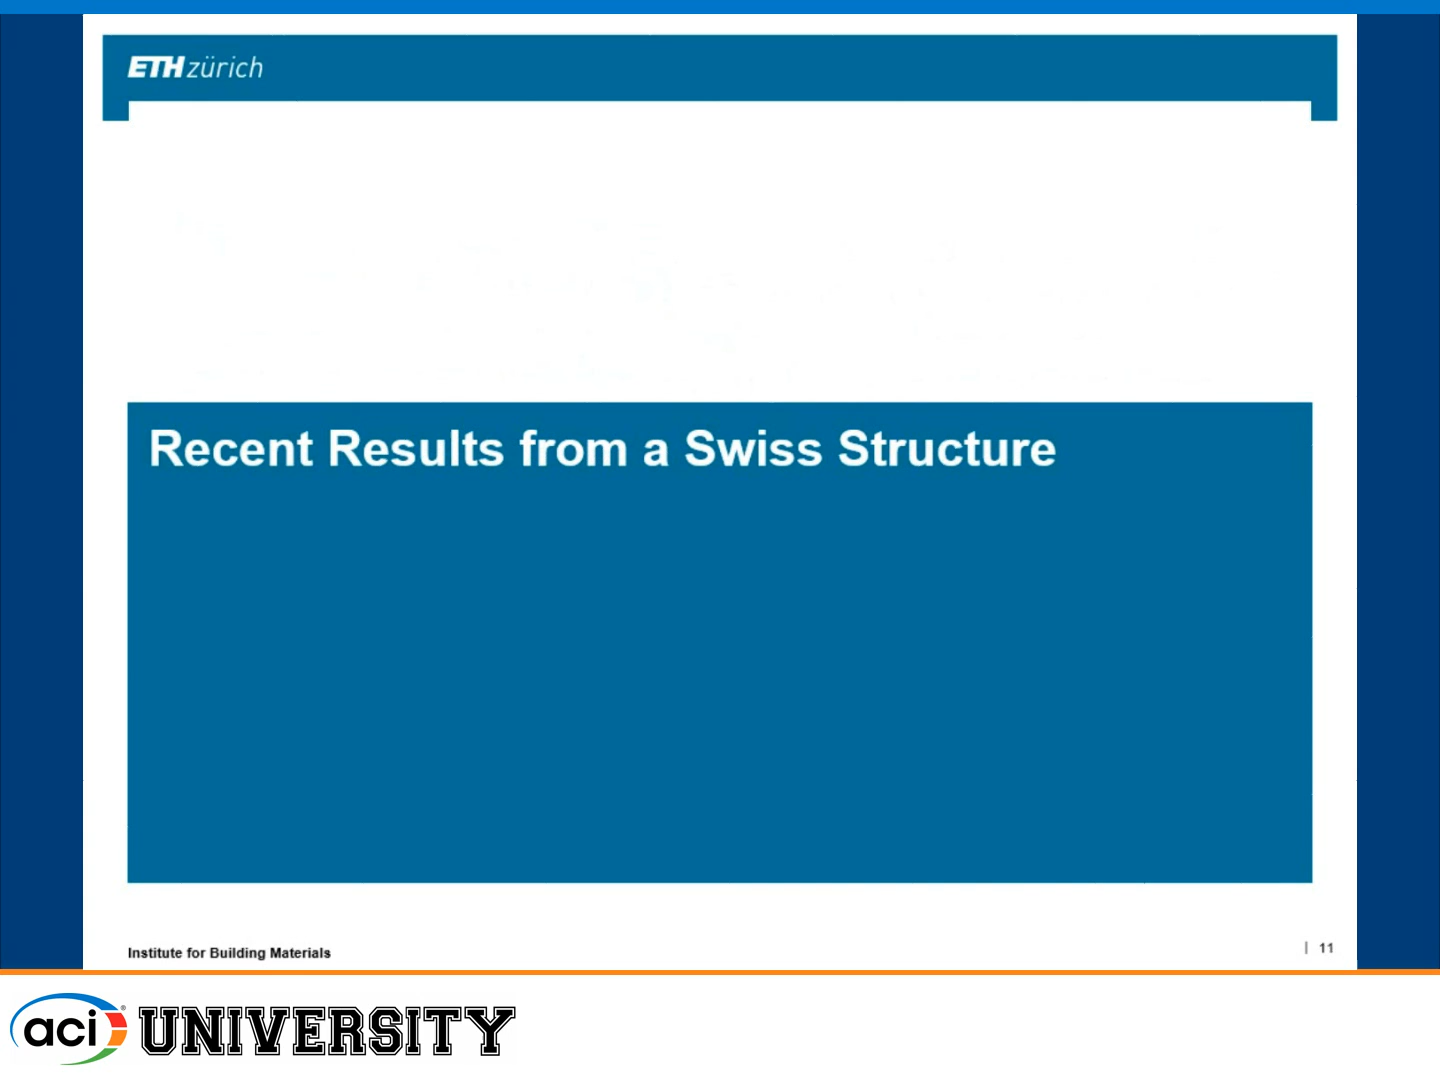 ETH zürich
Recent Results from a Swiss Structure
Institute for Building Materials
| 11
aci® UNIVERSITY